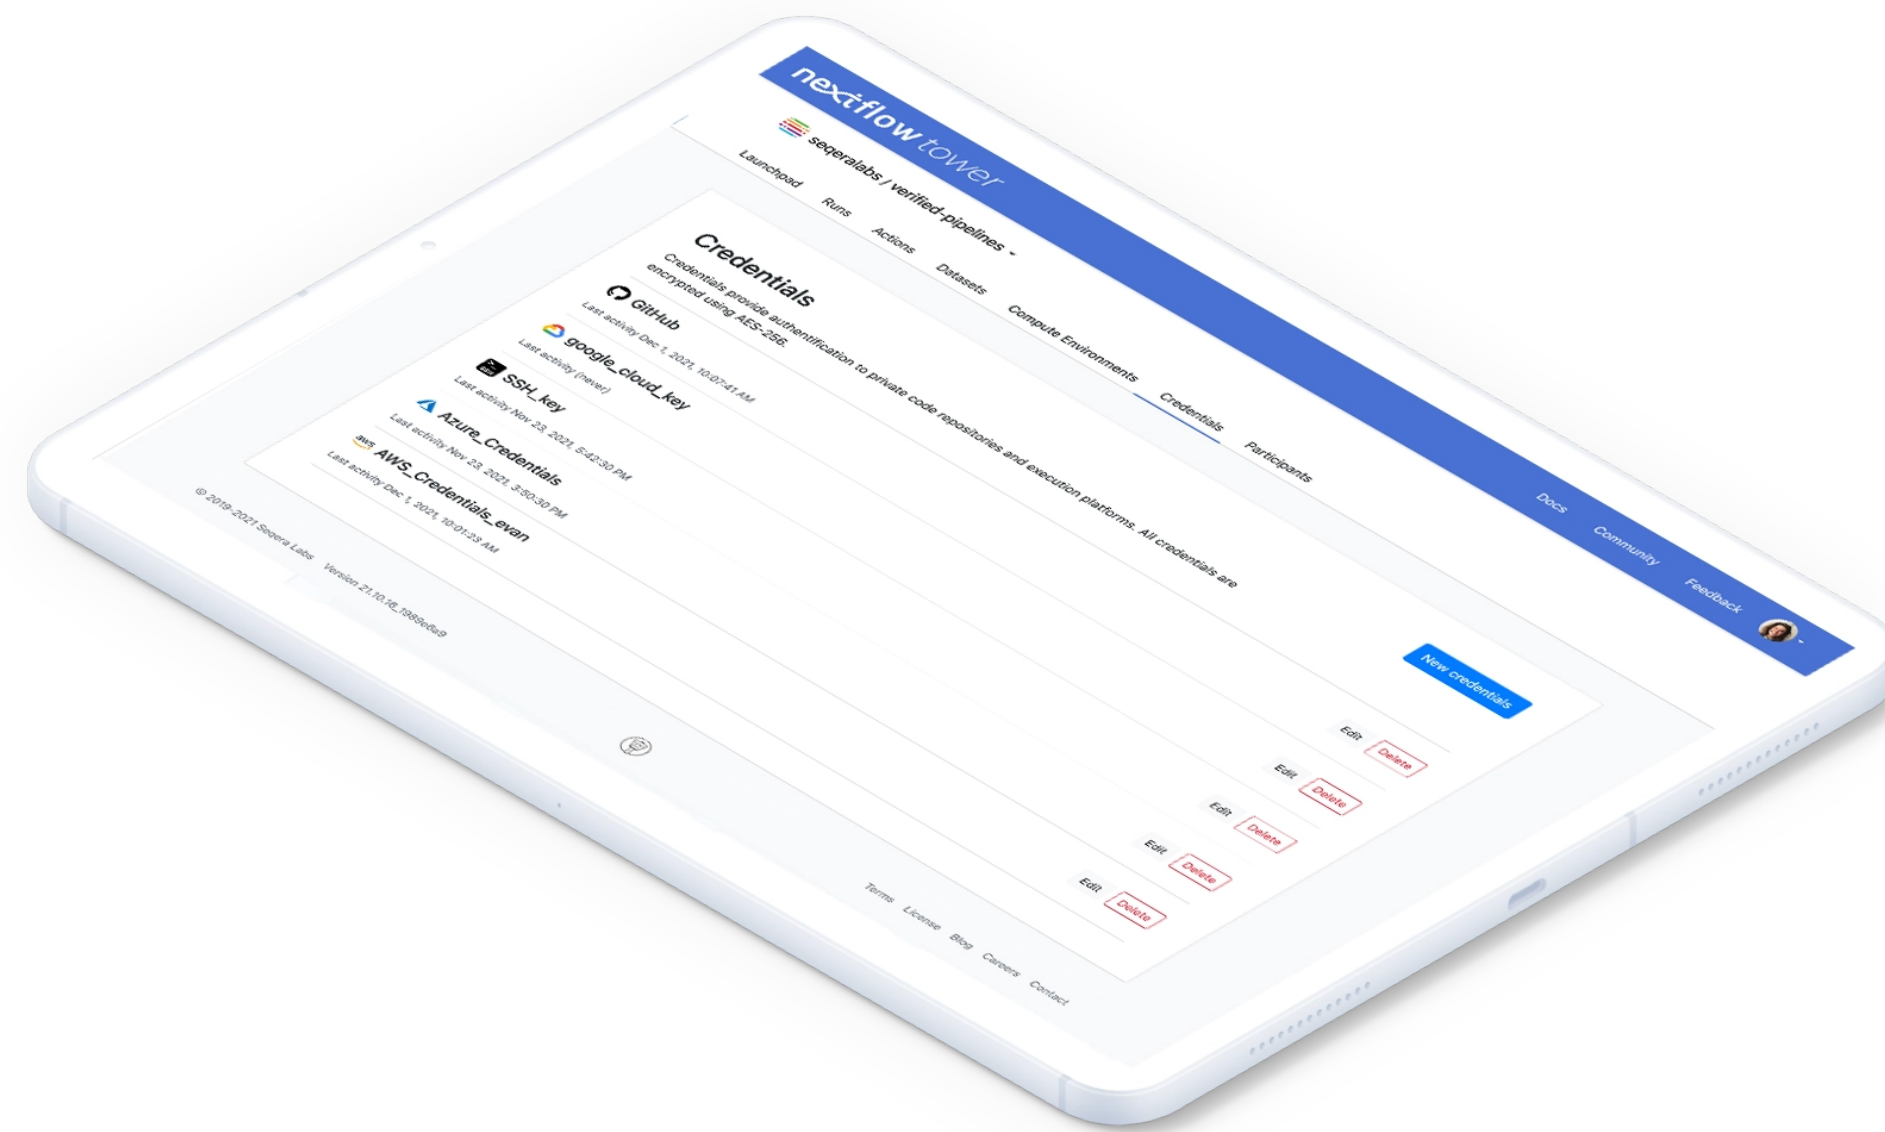 nextflow tower
Docs
Community
Feedback
seqeralabs / verified-pipelines
Launchpad
Runs
Actions
Datasets
Compute Environments
Credentials
Participants
Credentials
Credentials provide authentification to private code repositories and execution platforms. All credentials are
encrypted using AES-256.
New credentials
GitHub
Last activity Dec 1, 2021, 10:07:41 AM
Edit
Delete
google_cloud_key
Last activity (never)
Edit
Delete
SSH_key
Last activity Nov 23, 2021, 5:42:30 PM
Edit
Delete
Azure_Credentials
Last activity Nov 23, 2021, 3:50:30 PM
Edit
Delete
aws
AWS_Credentials_evan
Last activity Dec 1, 2021, 10:01:23 AM
Edit
Delete
© 2019-2021 Seqera Labs
Version 21.10.16_1989e6a9
Terms
License
Blog
Careers
Contact